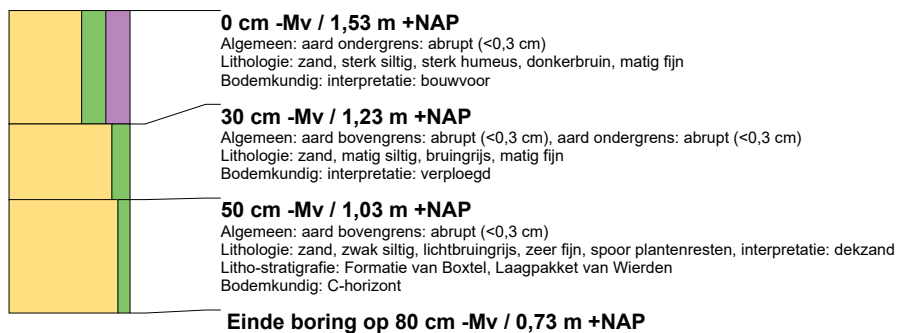 0 cm -Mv / 1,53 m +NAP
Algemeen: aard ondergrens: abrupt (<0,3 cm)
Lithologie: zand, sterk siltig, sterk humeus, donkerbruin, matig fijn
Bodemkundig: interpretatie: bouwvoor
30 cm -Mv / 1,23 m +NAP
Algemeen: aard bovengrens: abrupt (<0,3 cm), aard ondergrens: abrupt (<0,3 cm)
Lithologie: zand, matig siltig, bruingrijs, matig fijn
Bodemkundig: interpretatie: verploegd
50 cm -Mv / 1,03 m +NAP
Algemeen: aard bovengrens: abrupt (<0,3 cm)
Lithologie: zand, zwak siltig, lichtbruingrijs, zeer fijn, spoor plantenresten, interpretatie: dekzand
Litho-stratigrafie: Formatie van Boxtel, Laagpakket van Wierden
Bodemkundig: C-horizont
Einde boring op 80 cm -Mv / 0,73 m +NAP